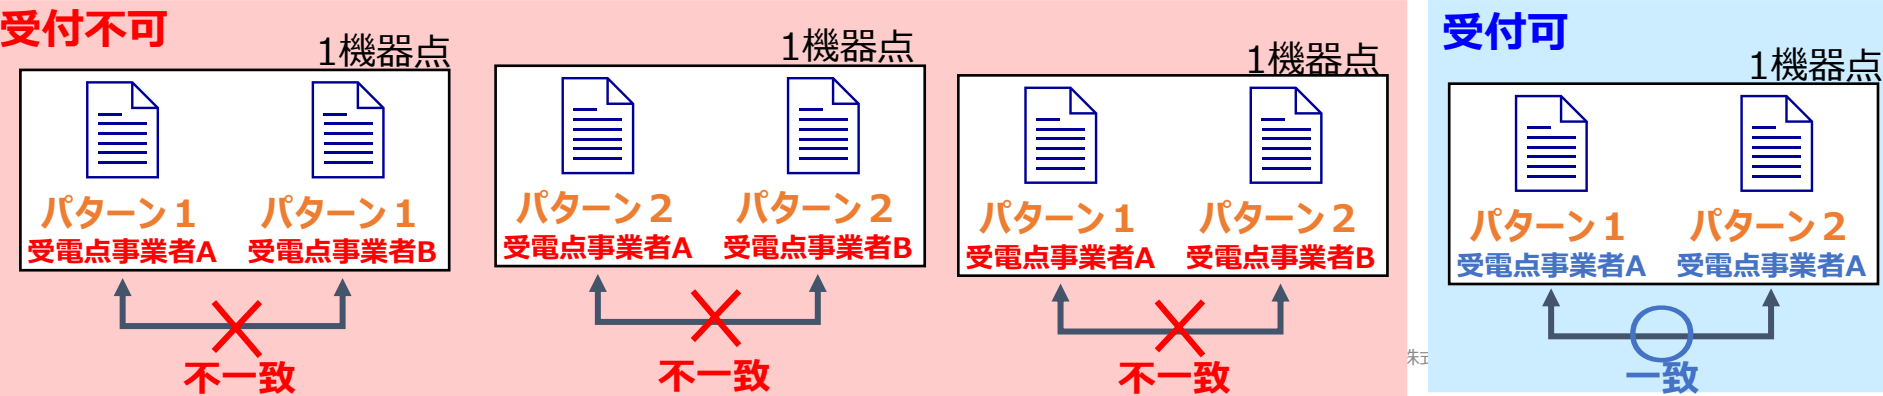 受付不可
1機器点
パターン１
パターン１
受電点事業者A
受電点事業者B
不一致
1機器点
パターン２
パターン２
受電点事業者A
受電点事業者B
不一致
1機器点
パターン１
パターン２
受電点事業者A
受電点事業者B
不一致
受付可
1機器点
パターン１
パターン２
受電点事業者A
受電点事業者A
一致